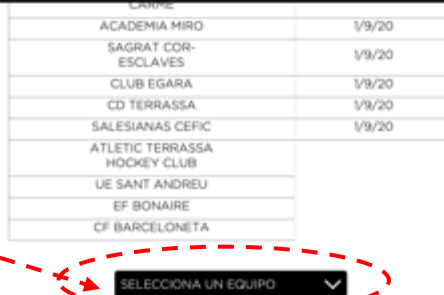 CARME
ACADEMIA MIRO 1/9/20
SAGRAT COR-
ESCLAVES 1/9/20
CLUB EGARA 1/9/20
CD TERRASSA 1/9/20
SALESIANAS CEFIC 1/9/20
ATLETIC TERRASSA
HOCKEY CLUB
UE SANT ANDREU
EF BONAIRE
CF BARCELONETA
SELECCIONA UN EQUIPO